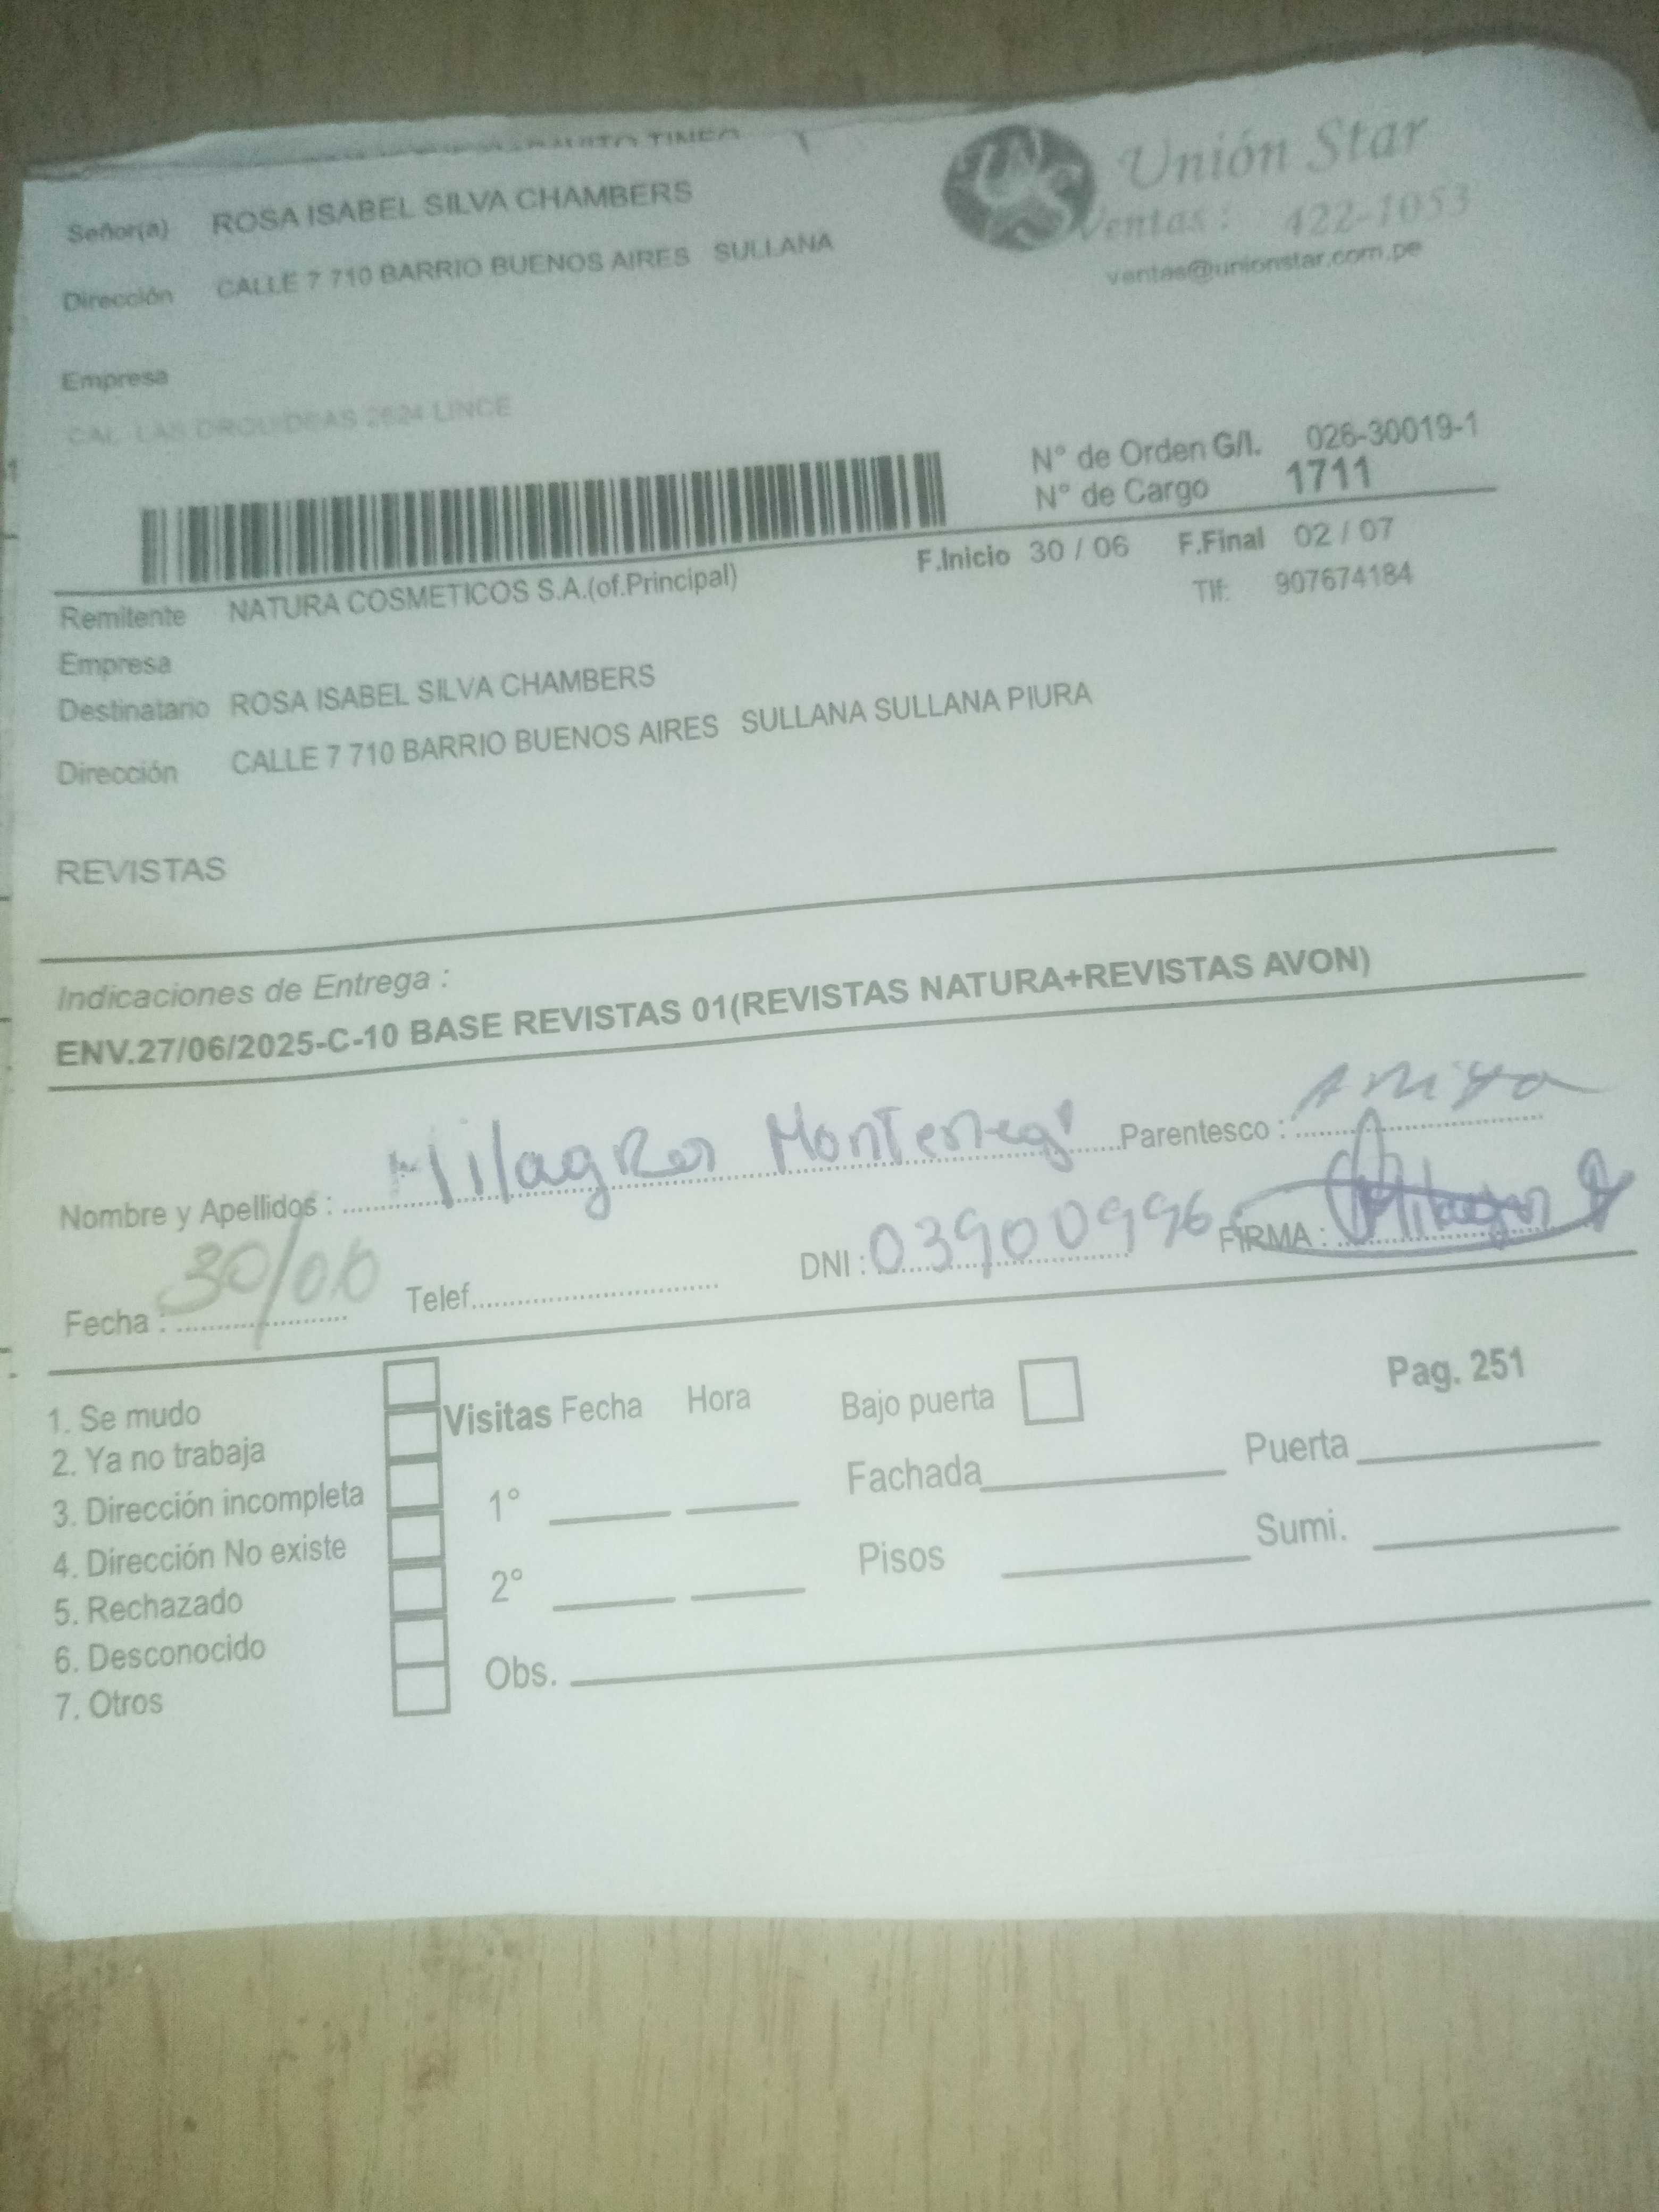 TINEO
Señor(a) ROSA ISABEL SILVA CHAMBERS
Dirección CALLE 7 710 BARRIO BUENOS AIRES SULLANA
Unión Star
Ventas: 422-1053
ventas@unionstar.com.pe
Empresa
CAL. LAS ORQUIDEAS 2624 LINCE
N° de Orden G/I. 026-30019-1
N° de Cargo 1711
F.Inicio 30 / 06 F.Final 02 / 07
Remitente NATURA COSMETICOS S.A.(of.Principal) Tlf: 907674184
Empresa
Destinatario ROSA ISABEL SILVA CHAMBERS
Dirección CALLE 7 710 BARRIO BUENOS AIRES SULLANA SULLANA PIURA
REVISTAS
Indicaciones de Entrega :
ENV.27/06/2025-C-10 BASE REVISTAS 01(REVISTAS NATURA+REVISTAS AVON)
Nombre y Apellidos : Milagros Parentesco :
Fecha : 30/06 Telef. DNI : 03900996 FIRMA :
1. Se mudo
2. Ya no trabaja
3. Dirección incompleta
4. Dirección No existe
5. Rechazado
6. Desconocido
7. Otros
Visitas Fecha Hora
1°
2°
Obs.
Bajo puerta
Pag. 251
Fachada Puerta
Pisos Sumi.